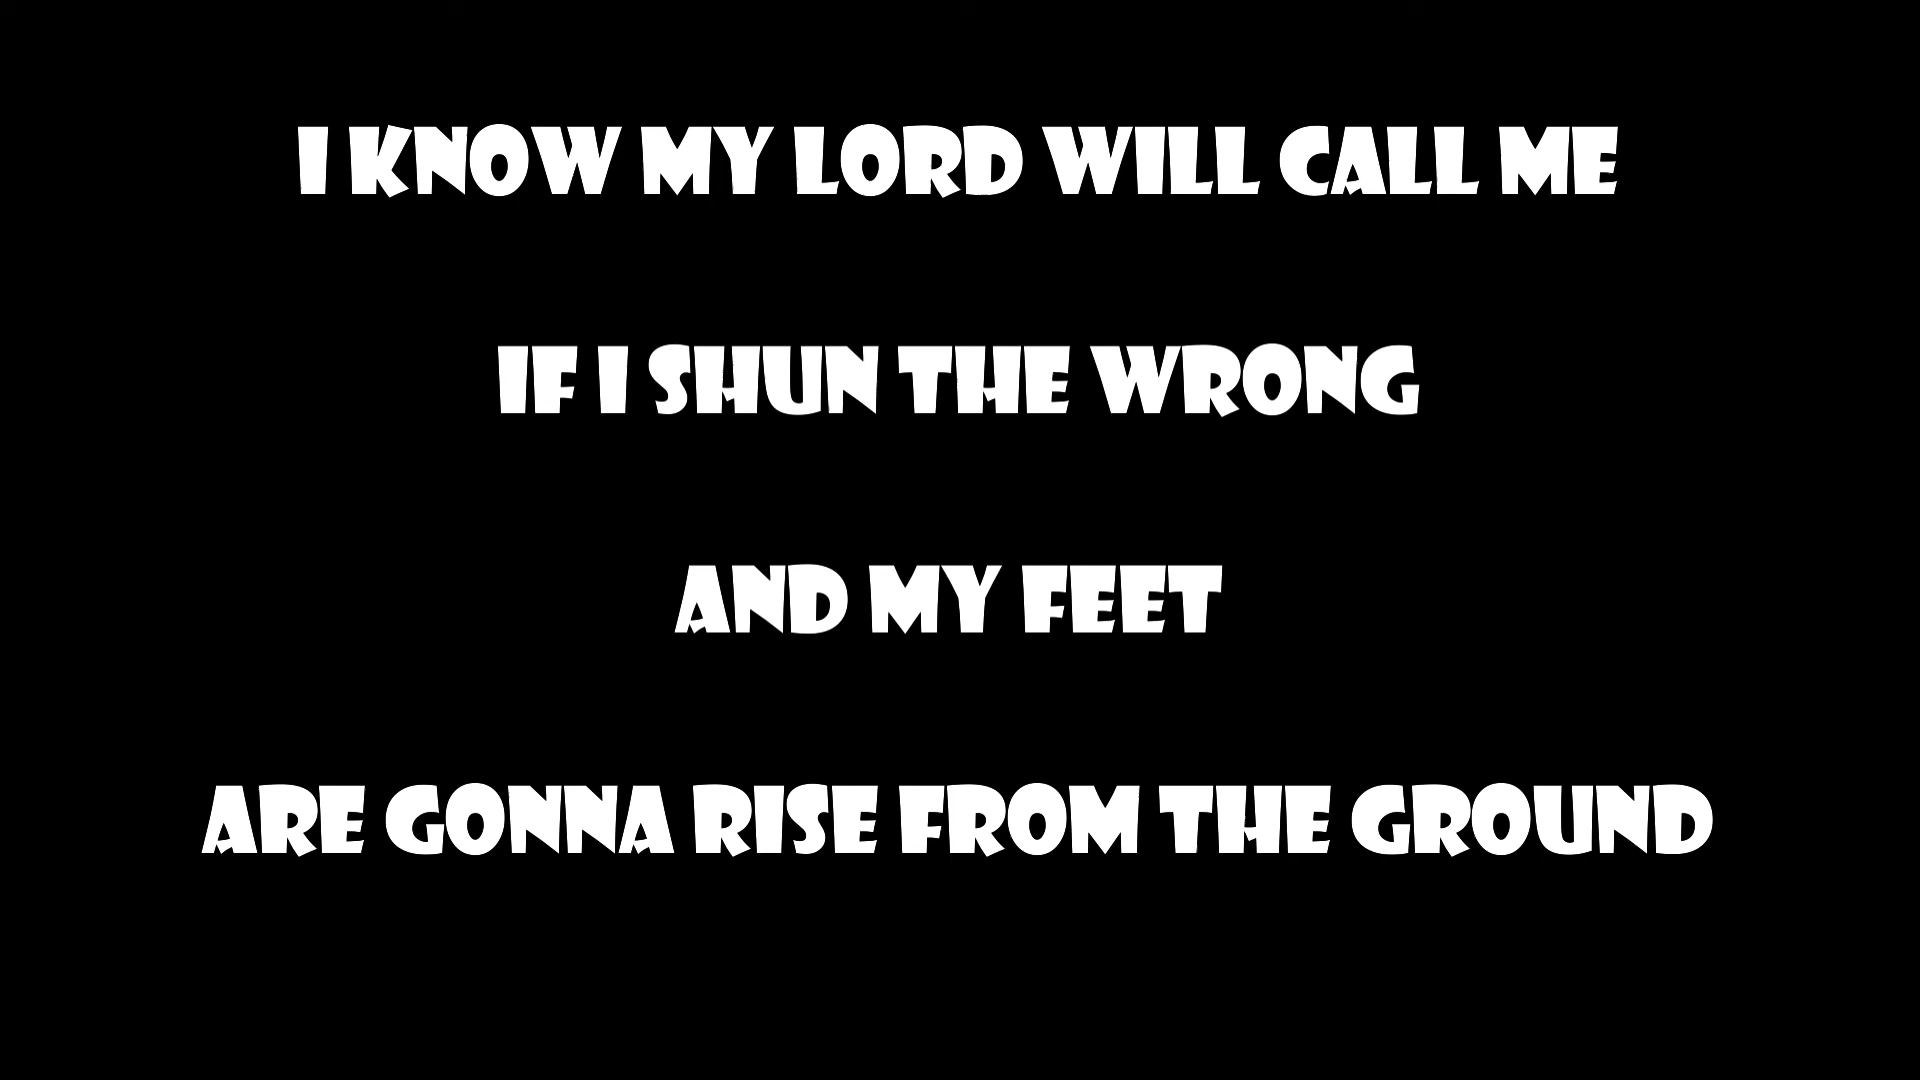 I KNOW MY LORD WILL CALL ME
IF I SHUN THE WRONG
AND MY FEET
ARE GONNA RISE FROM THE GROUND